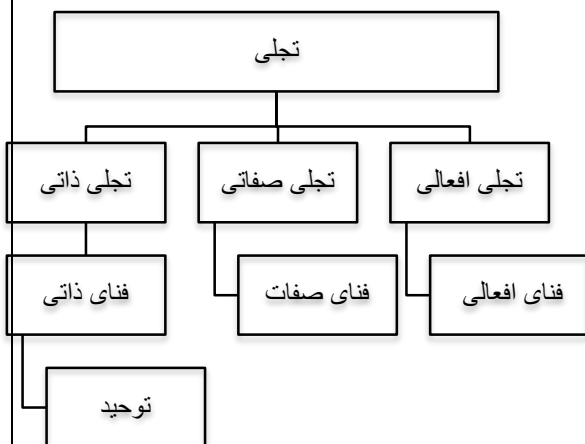 تجلی
تجلی افعالی
تجلی صفاتی
تجلی ذاتی
فنای افعالی
فنای صفات
فنای ذاتی
توحید